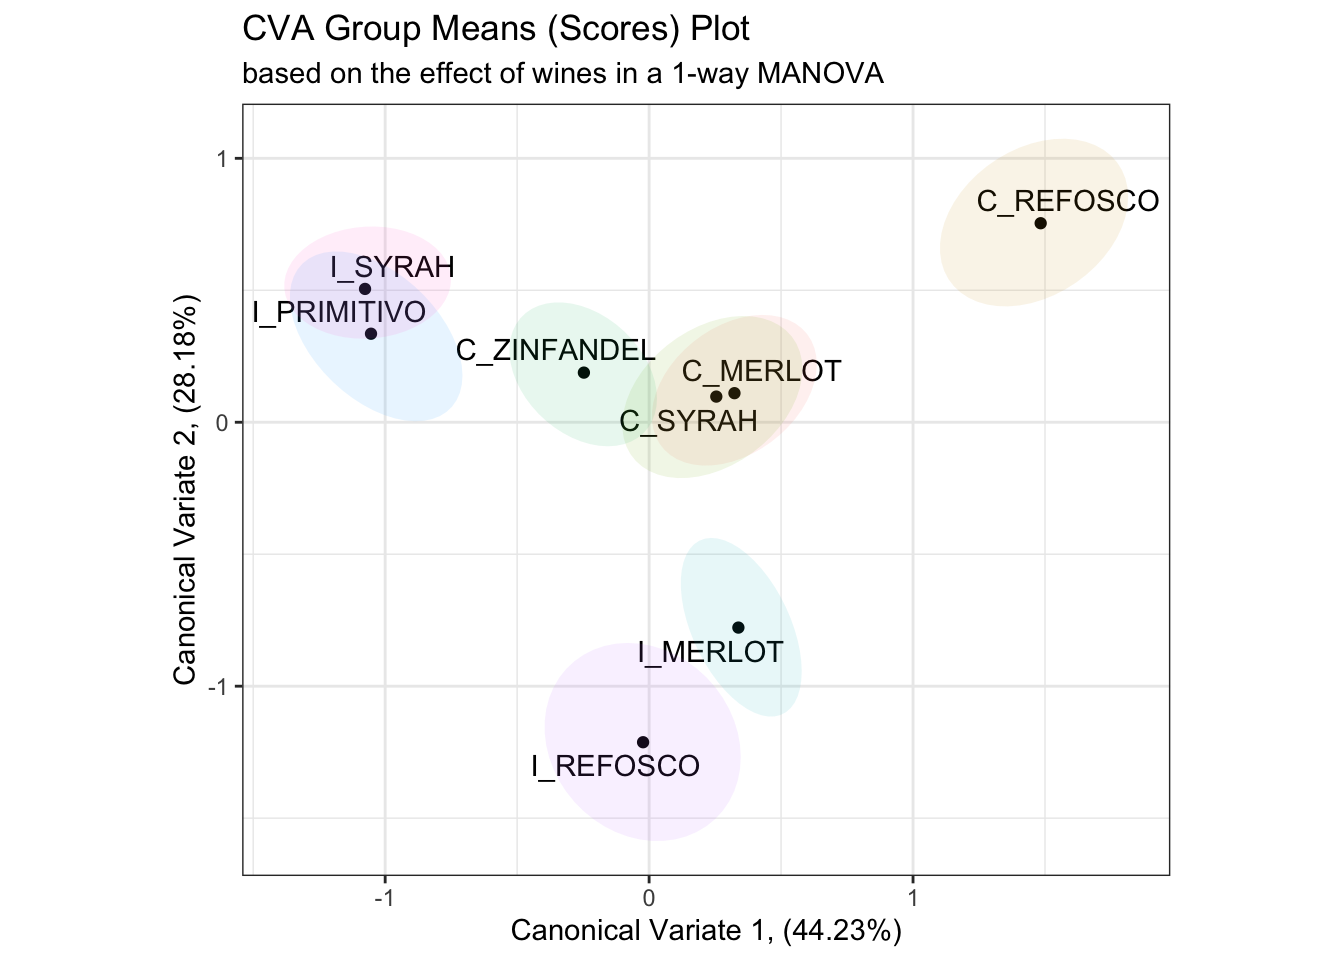 CVA Group Means (Scores) Plot
based on the effect of wines in a 1-way MANOVA
1
C_REFOSCO
I_SYRAH
I_PRIMITIVO
C_ZINFANDEL
C_MERLOT
C_SYRAH
0
I_MERLOT
-1
I_REFOSCO
Canonical Variate 2, (28.18%)
-1
0
1
Canonical Variate 1, (44.23%)